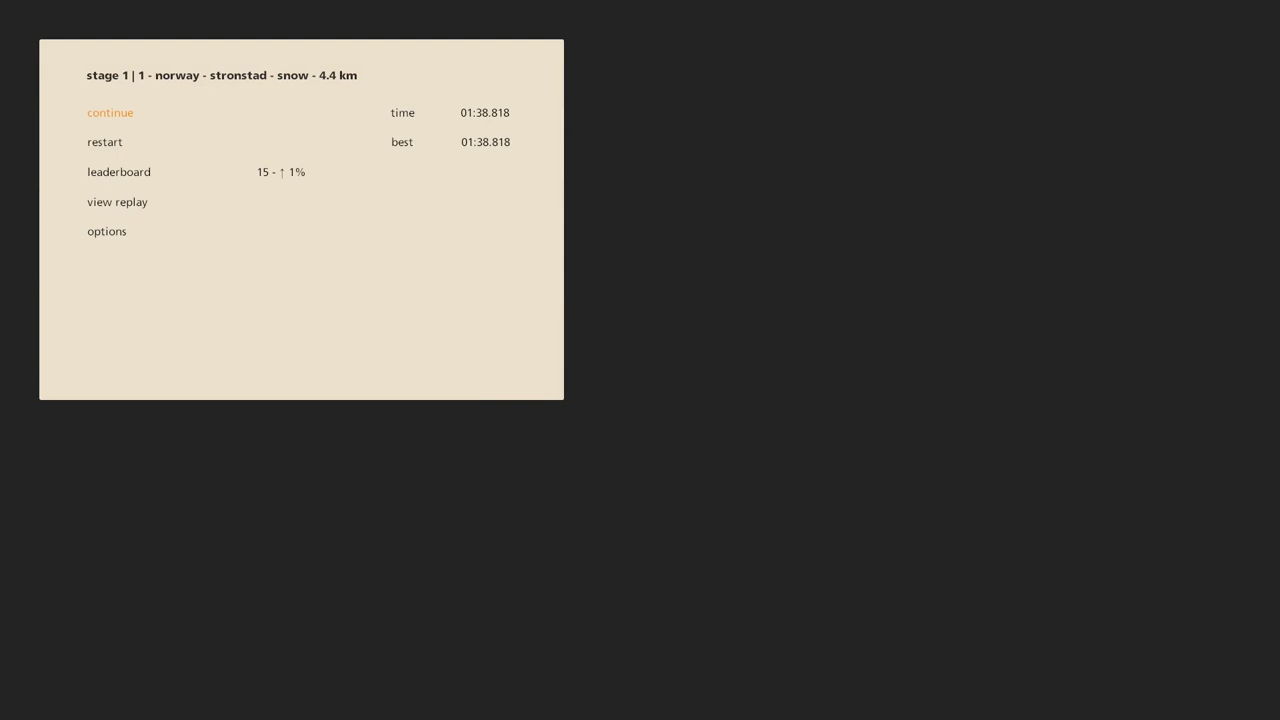 stage 1 | 1 - norway - stronstad - snow - 4.4 km
continue time 01:38.818
restart best 01:38.818
leaderboard 15 - ↑ 1%
view replay
options